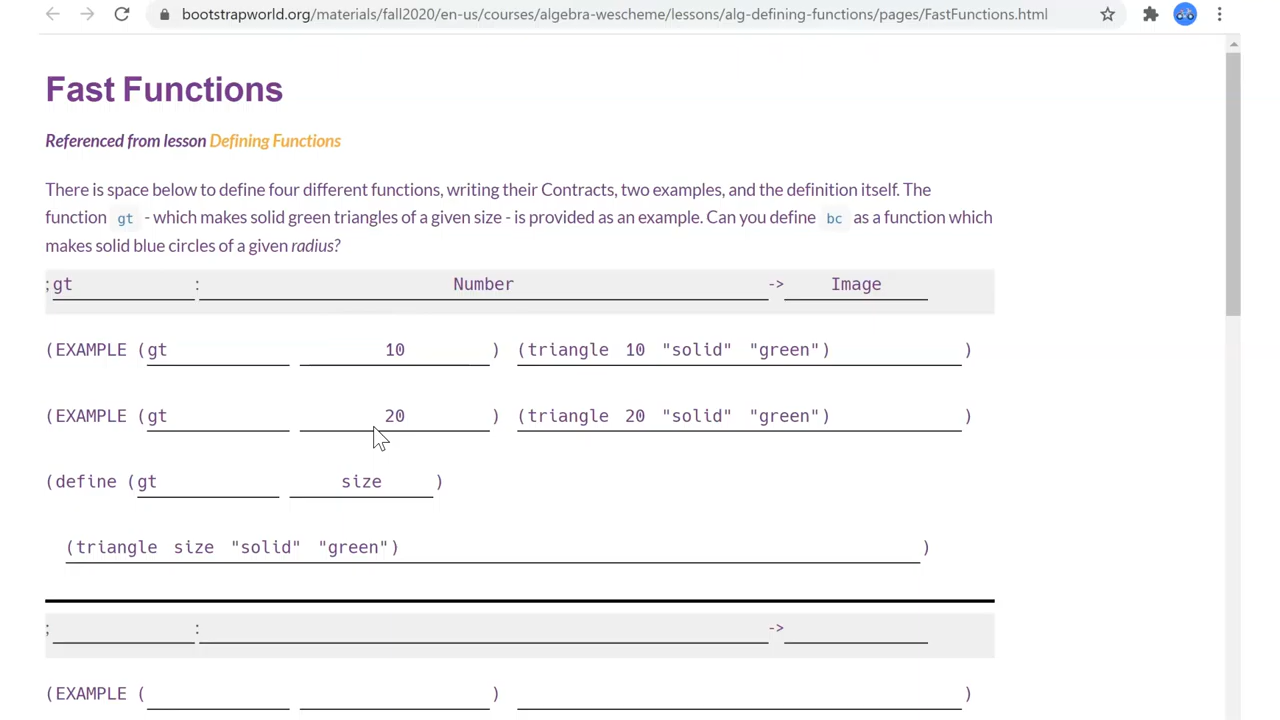 bootstrapworld.org/materials/fall2020/en-us/courses/algebra-wescheme/lessons/alg-defining-functions/pages/FastFunctions.html
Fast Functions
Referenced from lesson Defining Functions
There is space below to define four different functions, writing their Contracts, two examples, and the definition itself. The
function gt - which makes solid green triangles of a given size - is provided as an example. Can you define bc as a function which
makes solid blue circles of a given radius?
;gt : Number -> Image
(EXAMPLE (gt 10 ) (triangle 10 "solid" "green") )
(EXAMPLE (gt 20 ) (triangle 20 "solid" "green") )
(define (gt size )
(triangle size "solid" "green") )
; : ->
(EXAMPLE ( ) )